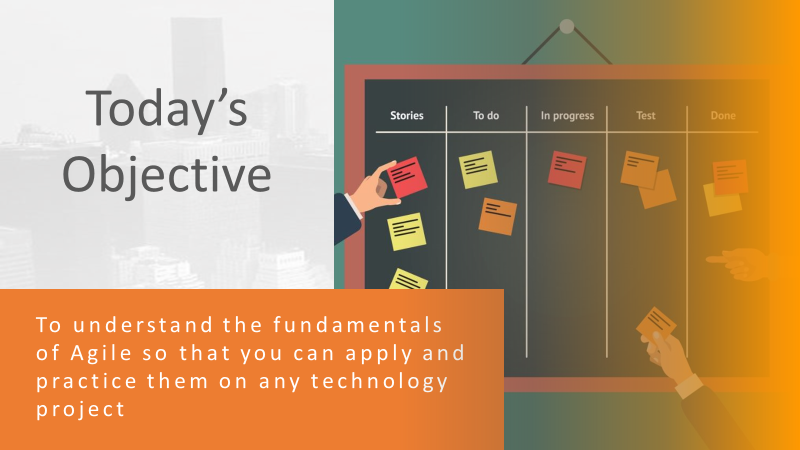 Today’s
Objective
Stories
To do
In progress
Test
Done
To understand the fundamentals
of Agile so that you can apply and
practice them on any technology
project